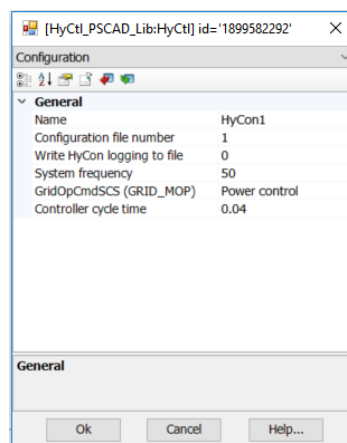 [HyCtl_PSCAD_Lib:HyCtl] id='1899582292'
Configuration
General
Name HyCon1
Configuration file number 1
Write HyCon logging to file 0
System frequency 50
GridOpCmdSCS (GRID_MOP) Power control
Controller cycle time 0.04
General
Ok Cancel Help...